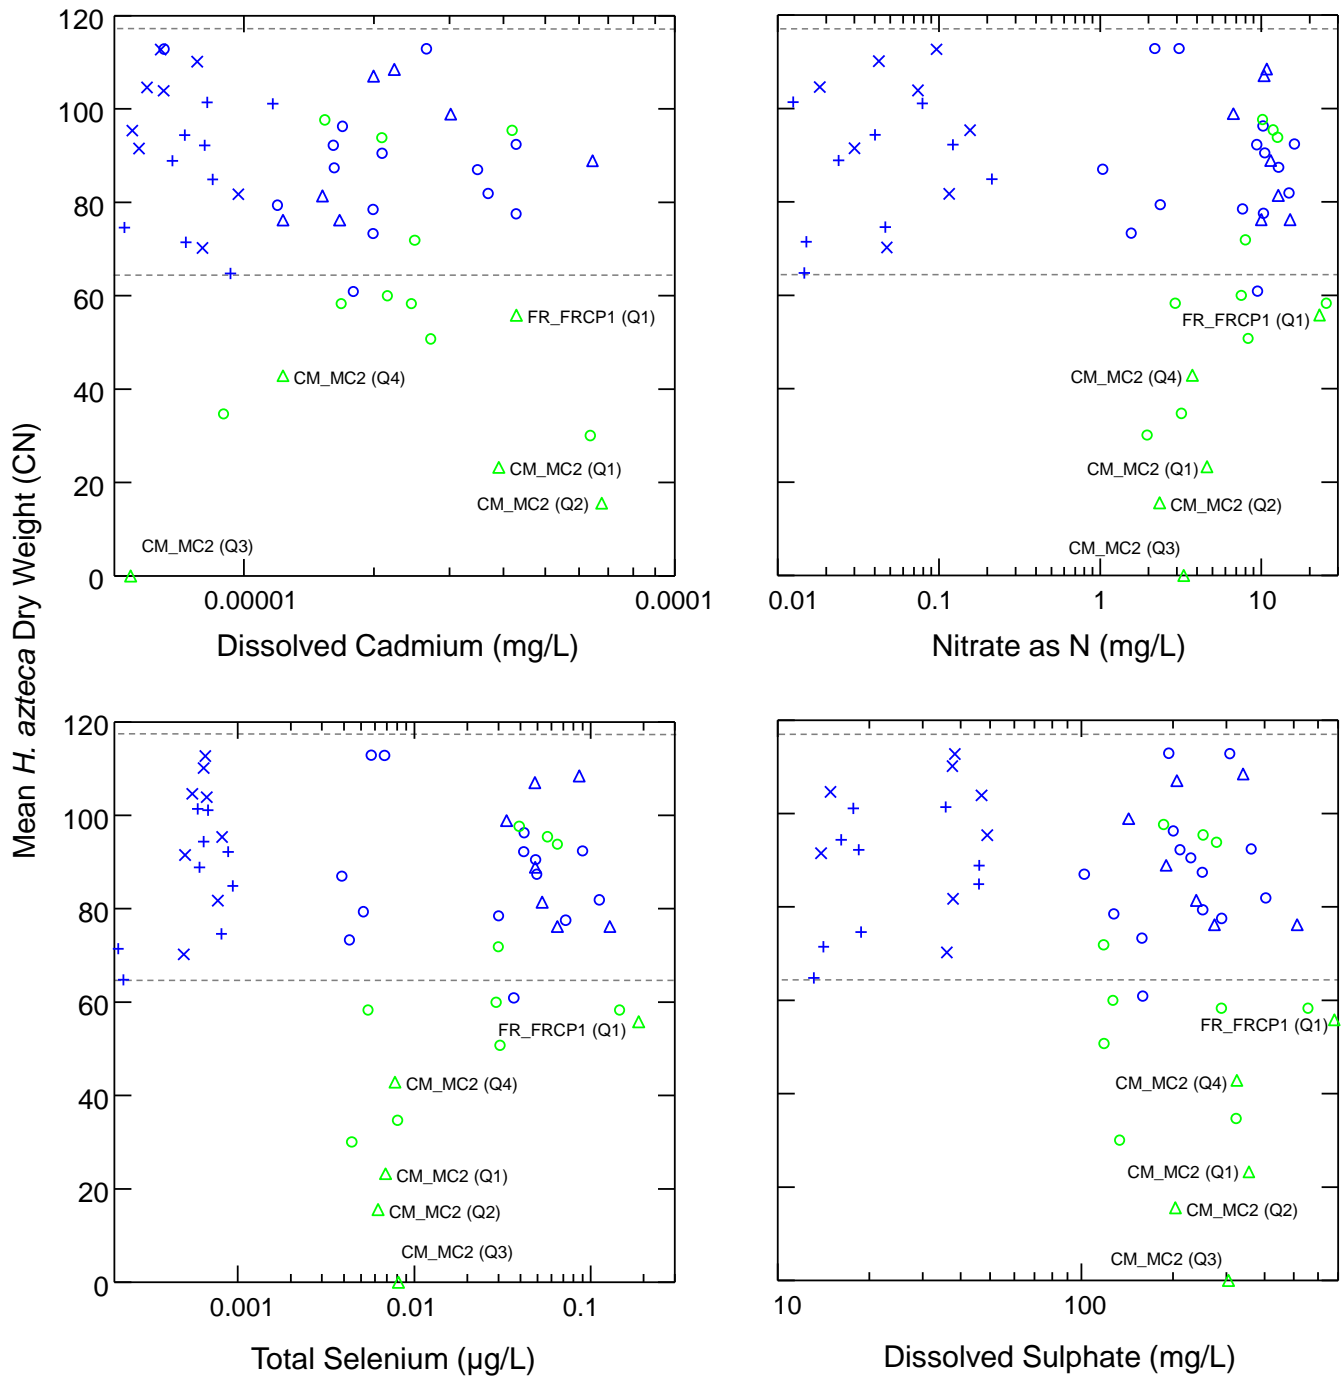 Mean H. azteca Dry Weight (CN)
120
100
80
60
40
20
0
FR_FRCP1 (Q1)
CM_MC2 (Q4)
CM_MC2 (Q1)
CM_MC2 (Q2)
CM_MC2 (Q3)
0.00001
0.0001
Dissolved Cadmium (mg/L)
FR_FRCP1 (Q1)
CM_MC2 (Q4)
CM_MC2 (Q1)
CM_MC2 (Q2)
CM_MC2 (Q3)
0.01
0.1
1
10
Nitrate as N (mg/L)
120
100
80
60
40
20
0
FR_FRCP1 (Q1)
CM_MC2 (Q4)
CM_MC2 (Q1)
CM_MC2 (Q2)
CM_MC2 (Q3)
0.001
0.01
0.1
Total Selenium (µg/L)
FR_FRCP1 (Q1)
CM_MC2 (Q4)
CM_MC2 (Q1)
CM_MC2 (Q2)
CM_MC2 (Q3)
10
100
Dissolved Sulphate (mg/L)